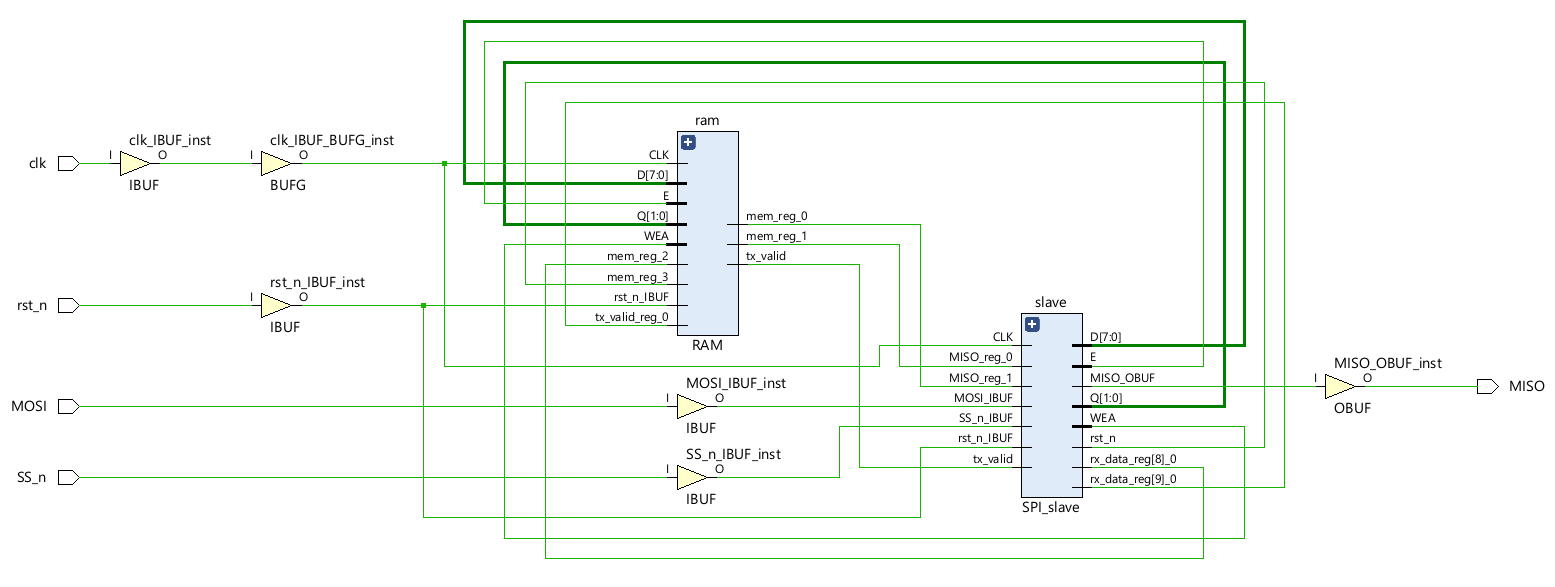 clk
I
clk_IBUF_inst
O
IBUF
I
clk_IBUF_BUFG_inst
O
BUFG
rst_n
I
rst_n_IBUF_inst
O
IBUF
ram
CLK
D[7:0]
E
Q[1:0]
WEA
mem_reg_2
mem_reg_3
rst_n_IBUF
tx_valid_reg_0
mem_reg_0
mem_reg_1
tx_valid
RAM
MOSI
I
MOSI_IBUF_inst
O
IBUF
SS_n
I
SS_n_IBUF_inst
O
IBUF
slave
CLK
MISO_reg_0
MISO_reg_1
MOSI_IBUF
SS_n_IBUF
rst_n_IBUF
tx_valid
D[7:0]
E
MISO_OBUF
Q[1:0]
WEA
rst_n
rx_data_reg[8]_0
rx_data_reg[9]_0
SPI_slave
I
MISO_OBUF_inst
O
OBUF
MISO